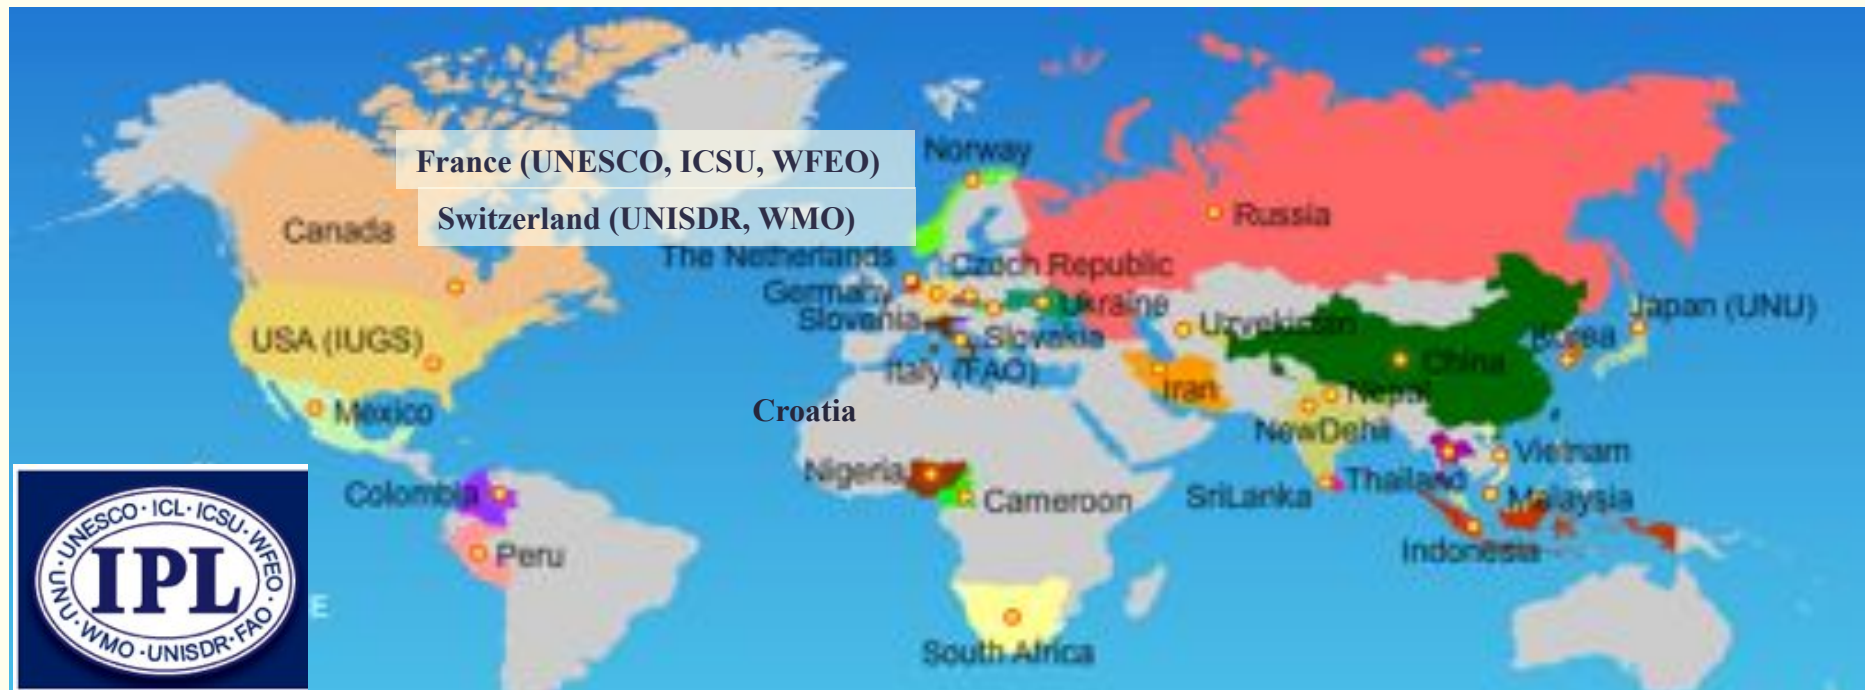 Norway
France (UNESCO, ICSU, WFEO)
Switzerland (UNISDR, WMO)
Russia
Canada
The Netherlands
Czech Republic
Germany
Ukraine
Slovenia
Slovakia
Uzvekistan
Japan (UNU)
Korea
USA (IUGS)
Italy (FAO)
Iran
China
Nepal
Mexico
Croatia
NewDehli
Vietnam
Nigeria
Thailand
Colombia
Cameroon
SriLanka
Malaysia
Peru
Indonesia
South Africa
UNU · UNESCO · ICL · ICSU · WFEO · FAO · UNISDR · WMO ·
IPL
E